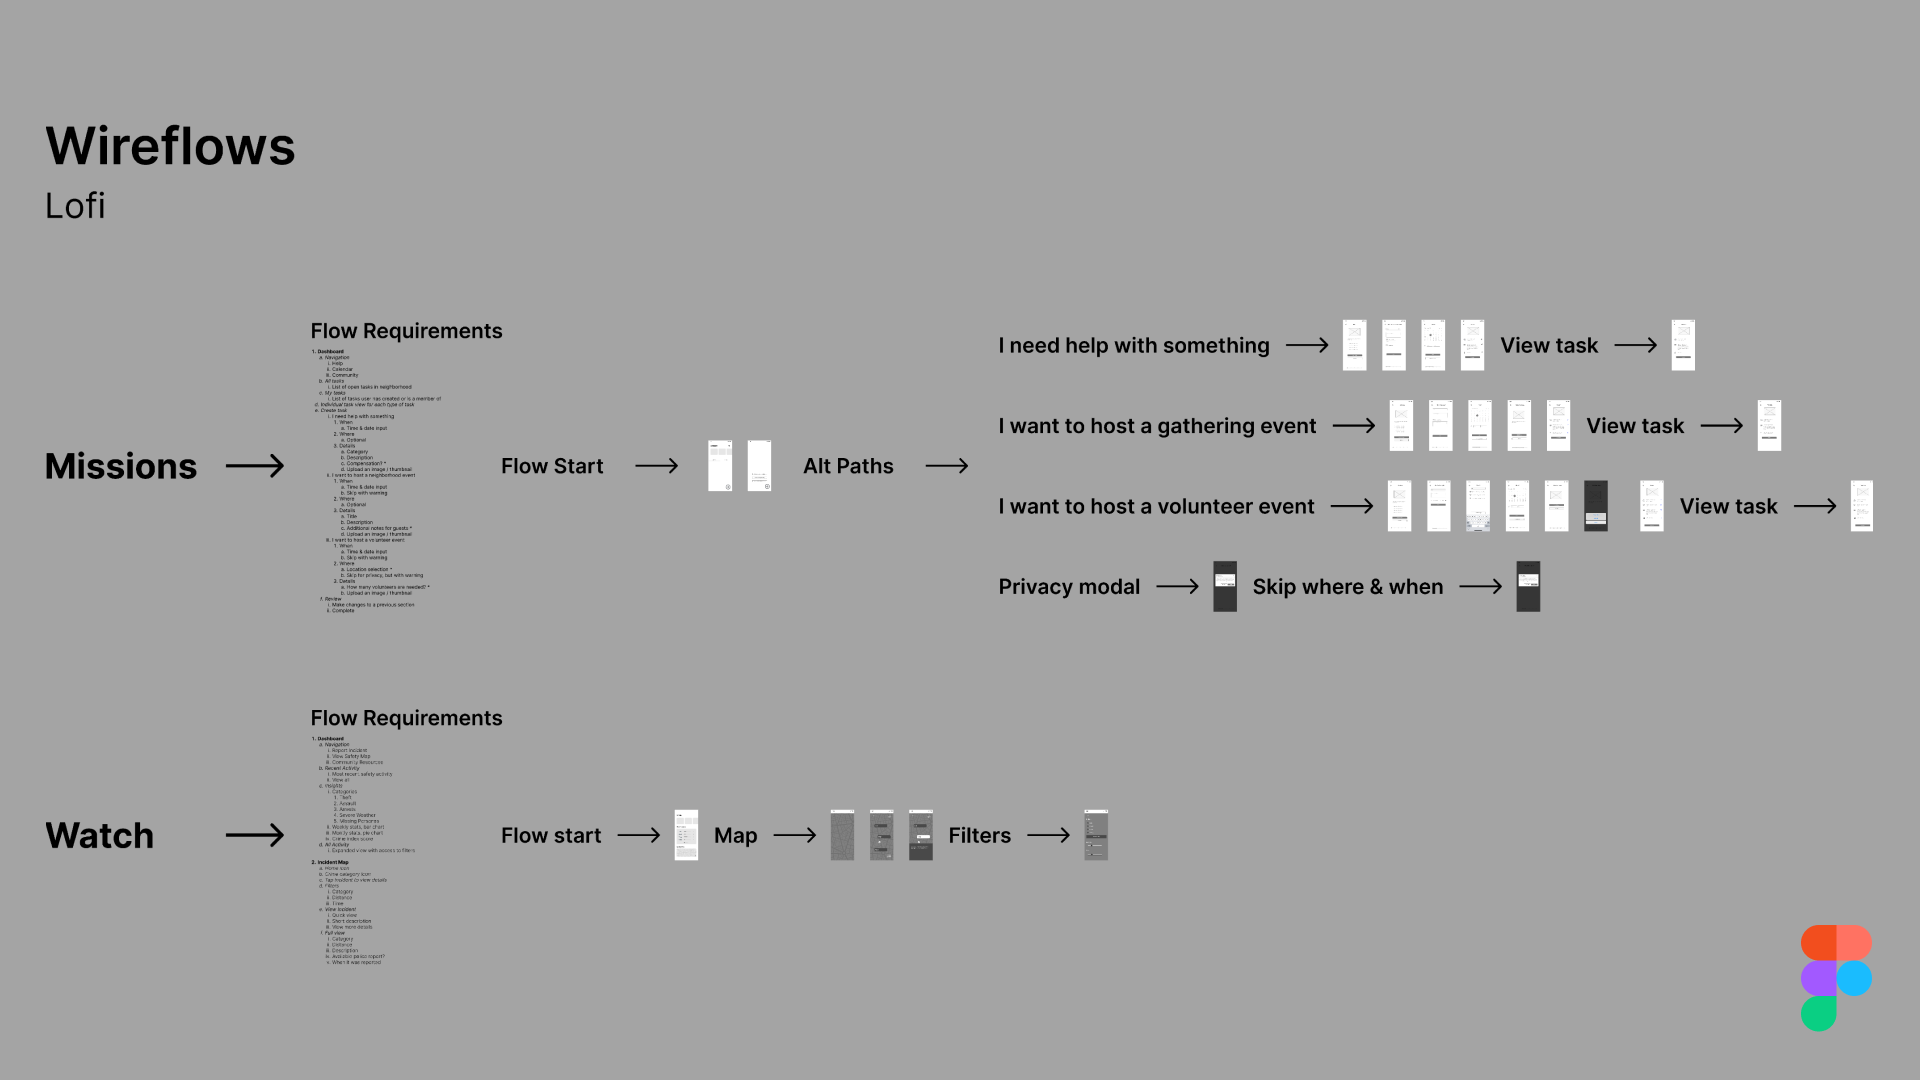 Wireflows
Lofi
Missions
Flow Requirements
1. Dashboard
a. Navigation
i. Help
ii. Calendar
iii. Community
b. All tasks
i. List of open tasks in neighborhood
c. My tasks
i. List of tasks user has created or is a member of
d. Individual task view for each type of task
e. Create task
i. I need help with something
1. When
a. Time & date input
2. Where
a. Optional
3. Details
a. Category
b. Description
c. Compensation? *
d. Upload an image / thumbnail
ii. I want to host a neighborhood event
1. When
a. Time & date input
b. Skip with warning
2. Where
a. Optional
3. Details
a. Title
b. Description
c. Additional notes for guests *
d. Upload an image / thumbnail
iii. I want to host a volunteer event
1. When
a. Time & date input
b. Skip with warning
2. Where
a. Location selection *
b. Skip for privacy, but with warning
3. Details
a. How many volunteers are needed? *
b. Upload an image / thumbnail
f. Review
i. Make changes to a previous section
ii. Complete
Flow Start
Alt Paths
I need help with something
View task
I want to host a gathering event
View task
I want to host a volunteer event
View task
Privacy modal
Skip where & when
Watch
Flow Requirements
1. Dashboard
a. Navigation
i. Report Incident
ii. View Safety Map
iii. Community Resources
b. Recent Activity
i. Most recent safety activity
ii. View all
c. Insights
i. Categories
1. Theft
2. Assault
3. Arrests
4. Severe Weather
5. Missing Persons
ii. Weekly stats, bar chart
iii. Monthly stats, pie chart
iv. Crime index score
d. All Activity
i. Expanded view with access to filters
2. Incident Map
a. Home icon
b. Crime category icon
c. Tap incident to view details
d. Filters
i. Category
ii. Distance
iii. Time
e. View incident
i. Quick view
ii. Short description
iii. View more details
f. Full view
i. Category
ii. Distance
iii. Description
iv. Available police report?
v. When it was reported
Flow start
Map
Filters